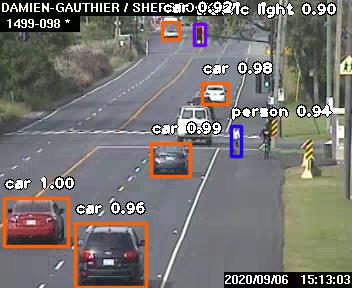 DAMIEN-GAUTHIER / SHE
car 0.92
traffic light 0.90
1499-098 *
car 0.98
person 0.94
car 0.99
car 1.00
car 0.96
2020/09/06 15:13:03